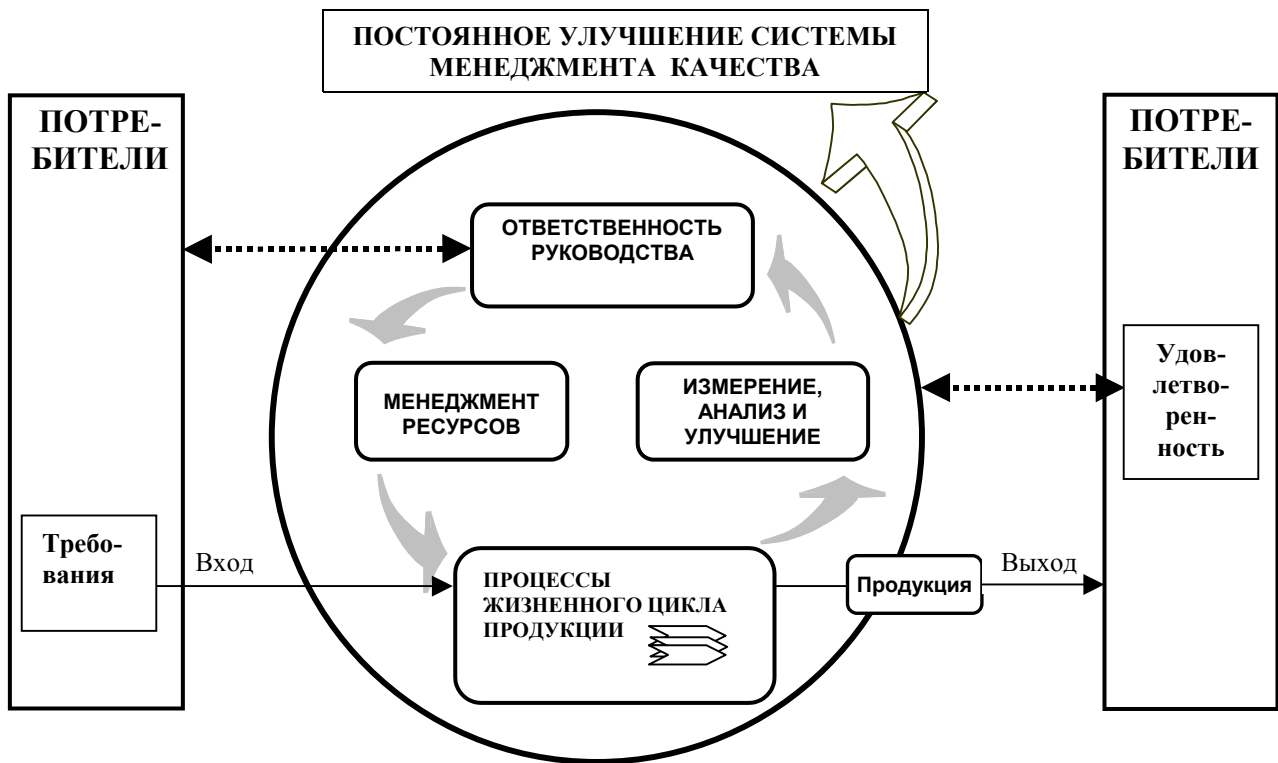 ПОСТОЯННОЕ УЛУЧШЕНИЕ СИСТЕМЫ
МЕНЕДЖМЕНТА КАЧЕСТВА
ПОТРЕ-
БИТЕЛИ
ПОТРЕ-
БИТЕЛИ
ОТВЕТСТВЕННОСТЬ
РУКОВОДСТВА
МЕНЕДЖМЕНТ
РЕСУРСОВ
ИЗМЕРЕНИЕ,
АНАЛИЗ И
УЛУЧШЕНИЕ
Удов-
летво-
рен-
ность
Требо-
вания
Вход
ПРОЦЕССЫ
ЖИЗНЕННОГО ЦИКЛА
ПРОДУКЦИИ
Продукция
Выход